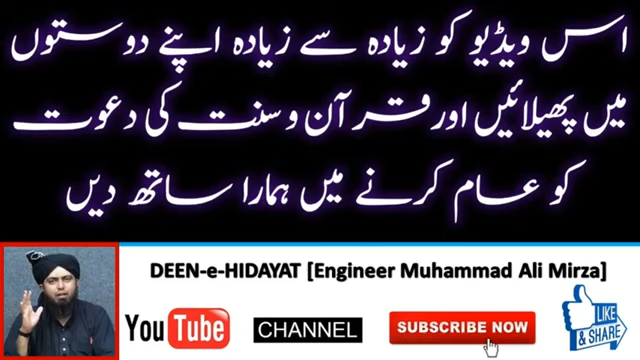 اس ویڈیو کو زیادہ سے زیادہ اپنے دوستوں
میں پھیلائیں اور قرآن و سنت کی دعوت
کو عام کرنے میں ہمارا ساتھ دیں
DEEN-e-HIDAYAT [Engineer Muhammad Ali Mirza]
YouTube CHANNEL SUBSCRIBE NOW
LIKE
& SHARE